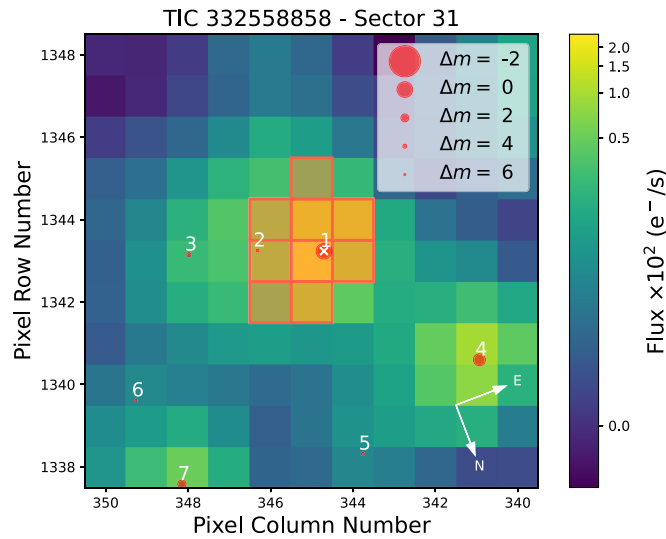 TIC 332558858 - Sector 31
Δm = -2
Δm = 0
Δm = 2
Δm = 4
Δm = 6
1348
1346
1344
1342
1340
1338
Pixel Row Number
1
2
3
4
5
6
7
E
N
350
348
346
344
342
340
Pixel Column Number
2.0
1.5
1.0
0.5
0.0
Flux ×10² (e⁻/s)